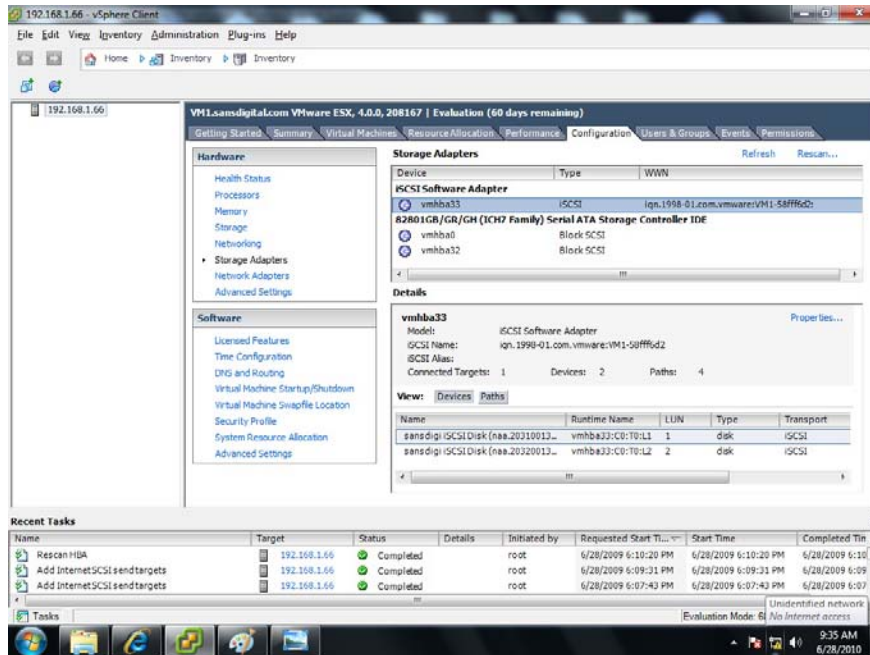 192.168.1.66 - vSphere Client
File Edit View Inventory Administration Plug-ins Help
Home Inventory Inventory
192.168.1.66
VM1.sansdigital.com VMware ESX, 4.0.0, 208167 | Evaluation (60 days remaining)
Getting Started Summary Virtual Machines Resource Allocation Performance Configuration Users & Groups Events Permissions
Hardware
Health Status
Processors
Memory
Storage
Networking
Storage Adapters
Network Adapters
Advanced Settings
Software
Licensed Features
Time Configuration
DNS and Routing
Virtual Machine Startup/Shutdown
Virtual Machine Swapfile Location
Security Profile
System Resource Allocation
Advanced Settings
Storage Adapters Refresh Rescan...
Device Type WWN
iSCSI Software Adapter
vmhba33 iSCSI iqn.1998-01.com.vmware:VM1-58fff6d2:
82801GB/GR/GH (ICH7 Family) Serial ATA Storage Controller IDE
vmhba0 Block SCSI
vmhba32 Block SCSI
Details
vmhba33 Properties...
Model: iSCSI Software Adapter
iSCSI Name: iqn.1998-01.com.vmware:VM1-58fff6d2
iSCSI Alias:
Connected Targets: 1 Devices: 2 Paths: 4
View: Devices Paths
Name Runtime Name LUN Type Transport
sansdigi iSCSI Disk (naa.20310013... vmhba33:C0:T0:L1 1 disk iSCSI
sansdigi iSCSI Disk (naa.20320013... vmhba33:C0:T0:L2 2 disk iSCSI
Recent Tasks
Name Target Status Details Initiated by Requested Start Ti... Start Time Completed Tim
Rescan HBA 192.168.1.66 Completed root 6/28/2009 6:10:20 PM 6/28/2009 6:10:20 PM 6/28/2009 6:10
Add Internet SCSI send targets 192.168.1.66 Completed root 6/28/2009 6:09:31 PM 6/28/2009 6:09:31 PM 6/28/2009 6:09
Add Internet SCSI send targets 192.168.1.66 Completed root 6/28/2009 6:07:43 PM 6/28/2009 6:07:43 PM 6/28/2009 6:07
Tasks Evaluation Mode: 6
Unidentified network
No Internet access
9:35 AM
6/28/2010